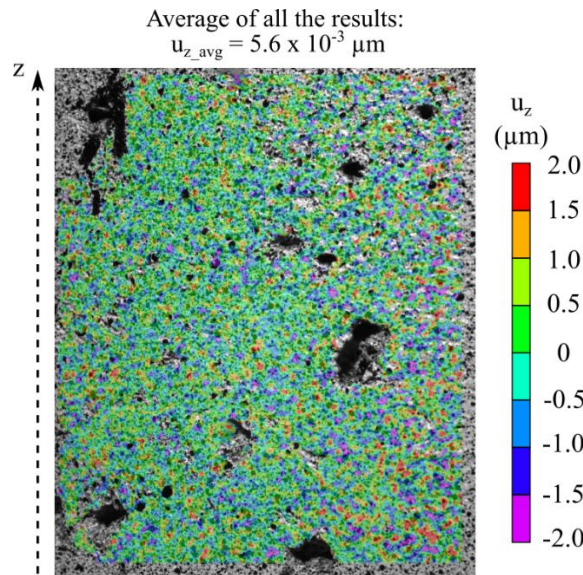 Average of all the results:
u_z_avg = 5.6 x 10⁻³ µm
z
u_z
(µm)
2.0
1.5
1.0
0.5
0
-0.5
-1.0
-1.5
-2.0